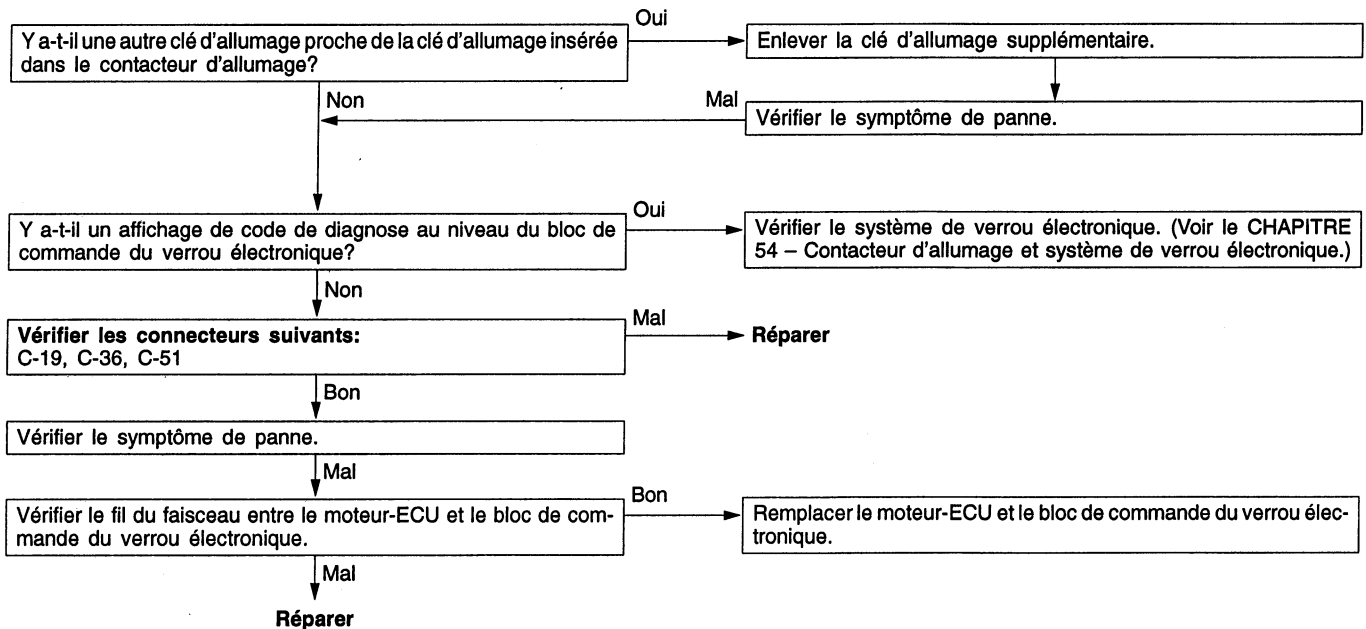 Oui
Y a-t-il une autre clé d'allumage proche de la clé d'allumage insérée
dans le contacteur d'allumage?
Enlever la clé d'allumage supplémentaire.
Non
Mal
Vérifier le symptôme de panne.
Oui
Y a-t-il un affichage de code de diagnose au niveau du bloc de
commande du verrou électronique?
Vérifier le système de verrou électronique. (Voir le CHAPITRE
54 – Contacteur d'allumage et système de verrou électronique.)
Non
Vérifier les connecteurs suivants:
C-19, C-36, C-51
Mal
Réparer
Bon
Vérifier le symptôme de panne.
Mal
Vérifier le fil du faisceau entre le moteur-ECU et le bloc de com-
mande du verrou électronique.
Bon
Remplacer le moteur-ECU et le bloc de commande du verrou élec-
tronique.
Mal
Réparer